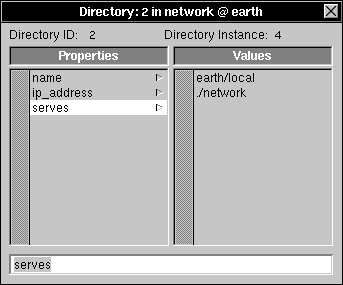 Directory: 2 in network @ earth
Directory ID: 2 Directory Instance: 4
Properties Values
name earth/local
ip_address ./network
serves
serves